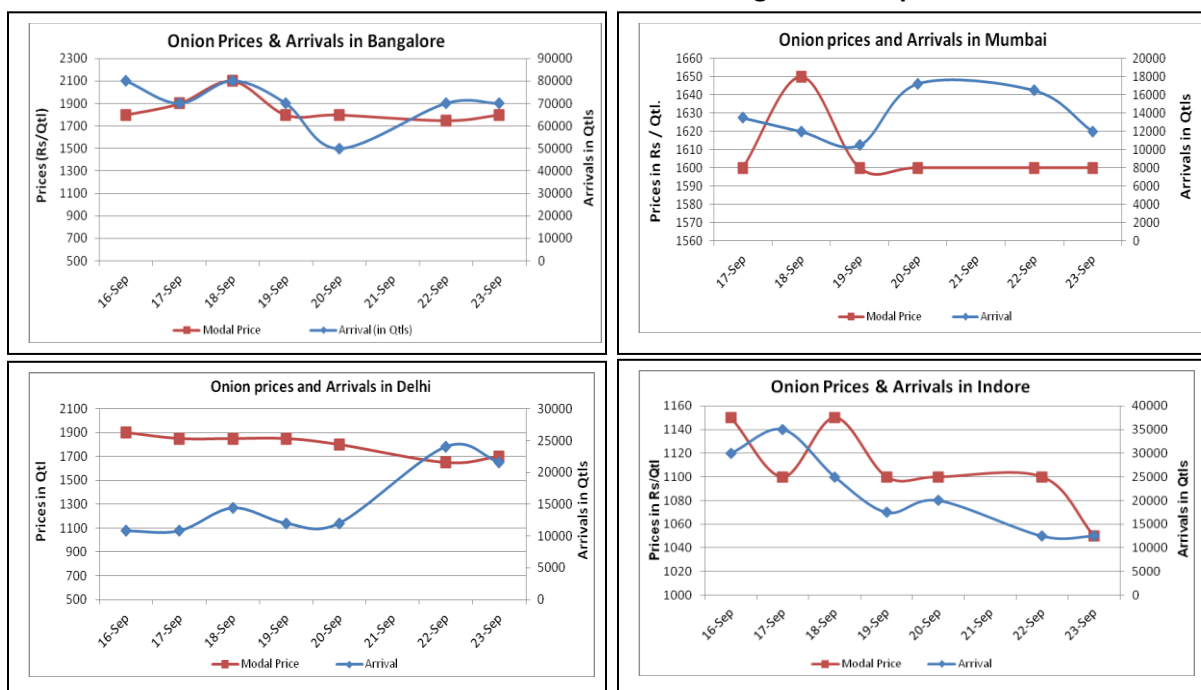 Onion Prices & Arrivals in Bangalore
2300
2100
1900
1700
1500
1300
1100
900
700
500
Prices (Rs/Qtl)
90000
80000
70000
60000
50000
40000
30000
20000
10000
0
Arrivals in Qtls
16-Sep
17-Sep
18-Sep
19-Sep
20-Sep
21-Sep
22-Sep
23-Sep
Modal Price
Arrival (in Qtls)
Onion prices and Arrivals in Mumbai
1660
1650
1640
1630
1620
1610
1600
1590
1580
1570
1560
Prices in Rs / Qtl.
20000
18000
16000
14000
12000
10000
8000
6000
4000
2000
0
Arrivals in Qtls
17-Sep
18-Sep
19-Sep
20-Sep
21-Sep
22-Sep
23-Sep
Modal Price
Arrival
Onion prices and Arrivals in Delhi
2100
1900
1700
1500
1300
1100
900
700
500
Prices in Qtl
30000
25000
20000
15000
10000
5000
0
Arrivals in Qtls
16-Sep
17-Sep
18-Sep
19-Sep
20-Sep
21-Sep
22-Sep
23-Sep
Modal Price
Arrival
Onion Prices & Arrivals in Indore
1160
1140
1120
1100
1080
1060
1040
1020
1000
Prices in Rs/Qtl
40000
35000
30000
25000
20000
15000
10000
5000
0
Arrivals in Qtls
16-Sep
17-Sep
18-Sep
19-Sep
20-Sep
21-Sep
22-Sep
23-Sep
Modal Price
Arrival